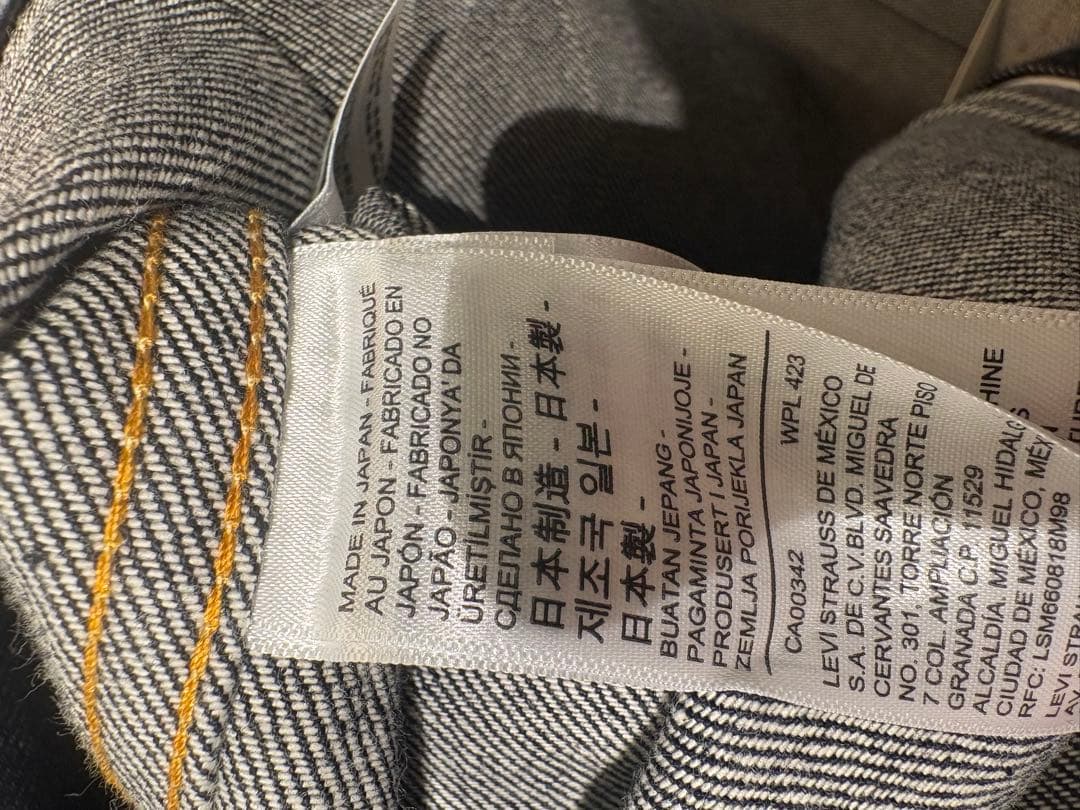 MADE IN JAPAN - FABRIQUÉ
AU JAPON - FABRICADO EN
JAPÓN - FABRICADO NO
JAPÃO - JAPONYA'DA
ÜRETİLMİŞTİR -
СДЕЛАНО В ЯПОНИИ -
日本制造 - 日本製 -
제조국 일본 -
日本製 -
BUATAN JEPANG -
PAGAMINTA JAPONIJOJE -
PRODUSERT I JAPAN -
ZEMLJA PORIJEKLA JAPAN
CA00342 WPL 423
LEVI STRAUSS DE MÉXICO
S.A. DE C.V. BLVD. MIGUEL DE
CERVANTES SAAVEDRA
NO. 301, TORRE NORTE PISO
7 COL. AMPLIACIÓN
GRANADA C.P. 11529
ALCALDÍA, MIGUEL HIDALG
CIUDAD DE MÉXICO, MÉX
RFC: LSM660818M98
LEVI STRAU